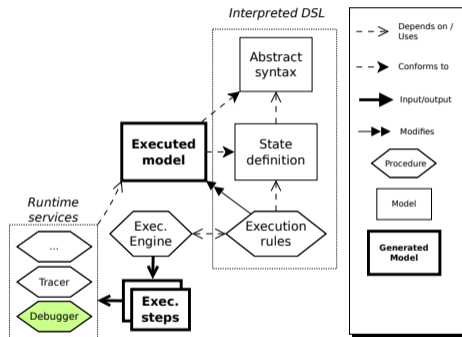 Interpreted DSL
Abstract
syntax
Executed
model
State
definition
Runtime
services
...
Tracer
Debugger
Exec.
Engine
Execution
rules
Exec.
steps
Depends on /
Uses
Conforms to
Input/output
Modifies
Procedure
Model
Generated
Model